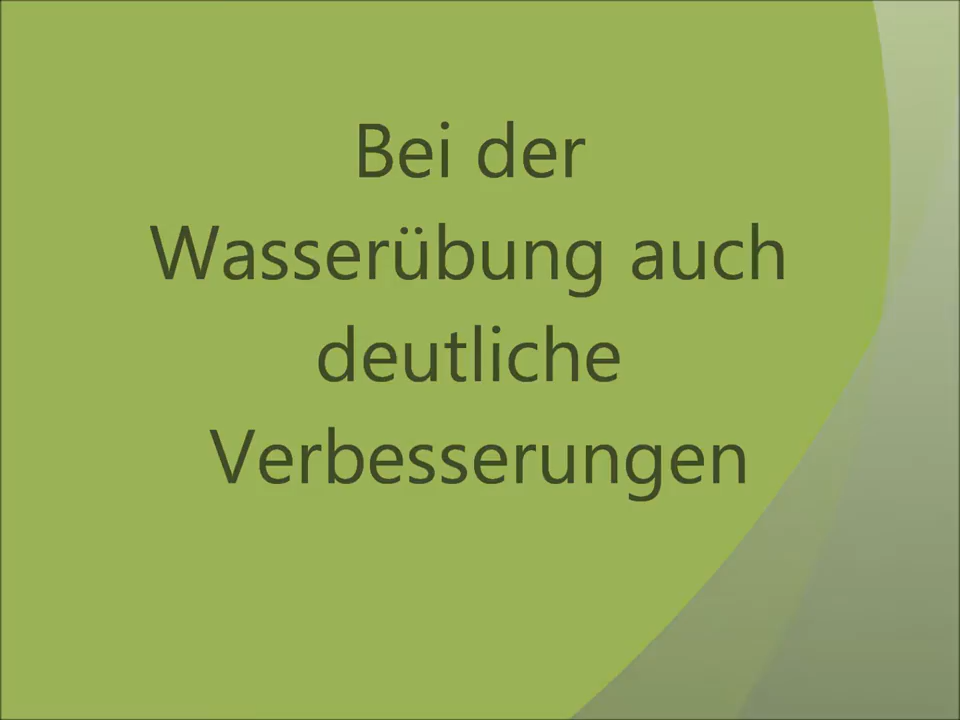 Bei der
Wasserübung auch
deutliche
Verbesserungen